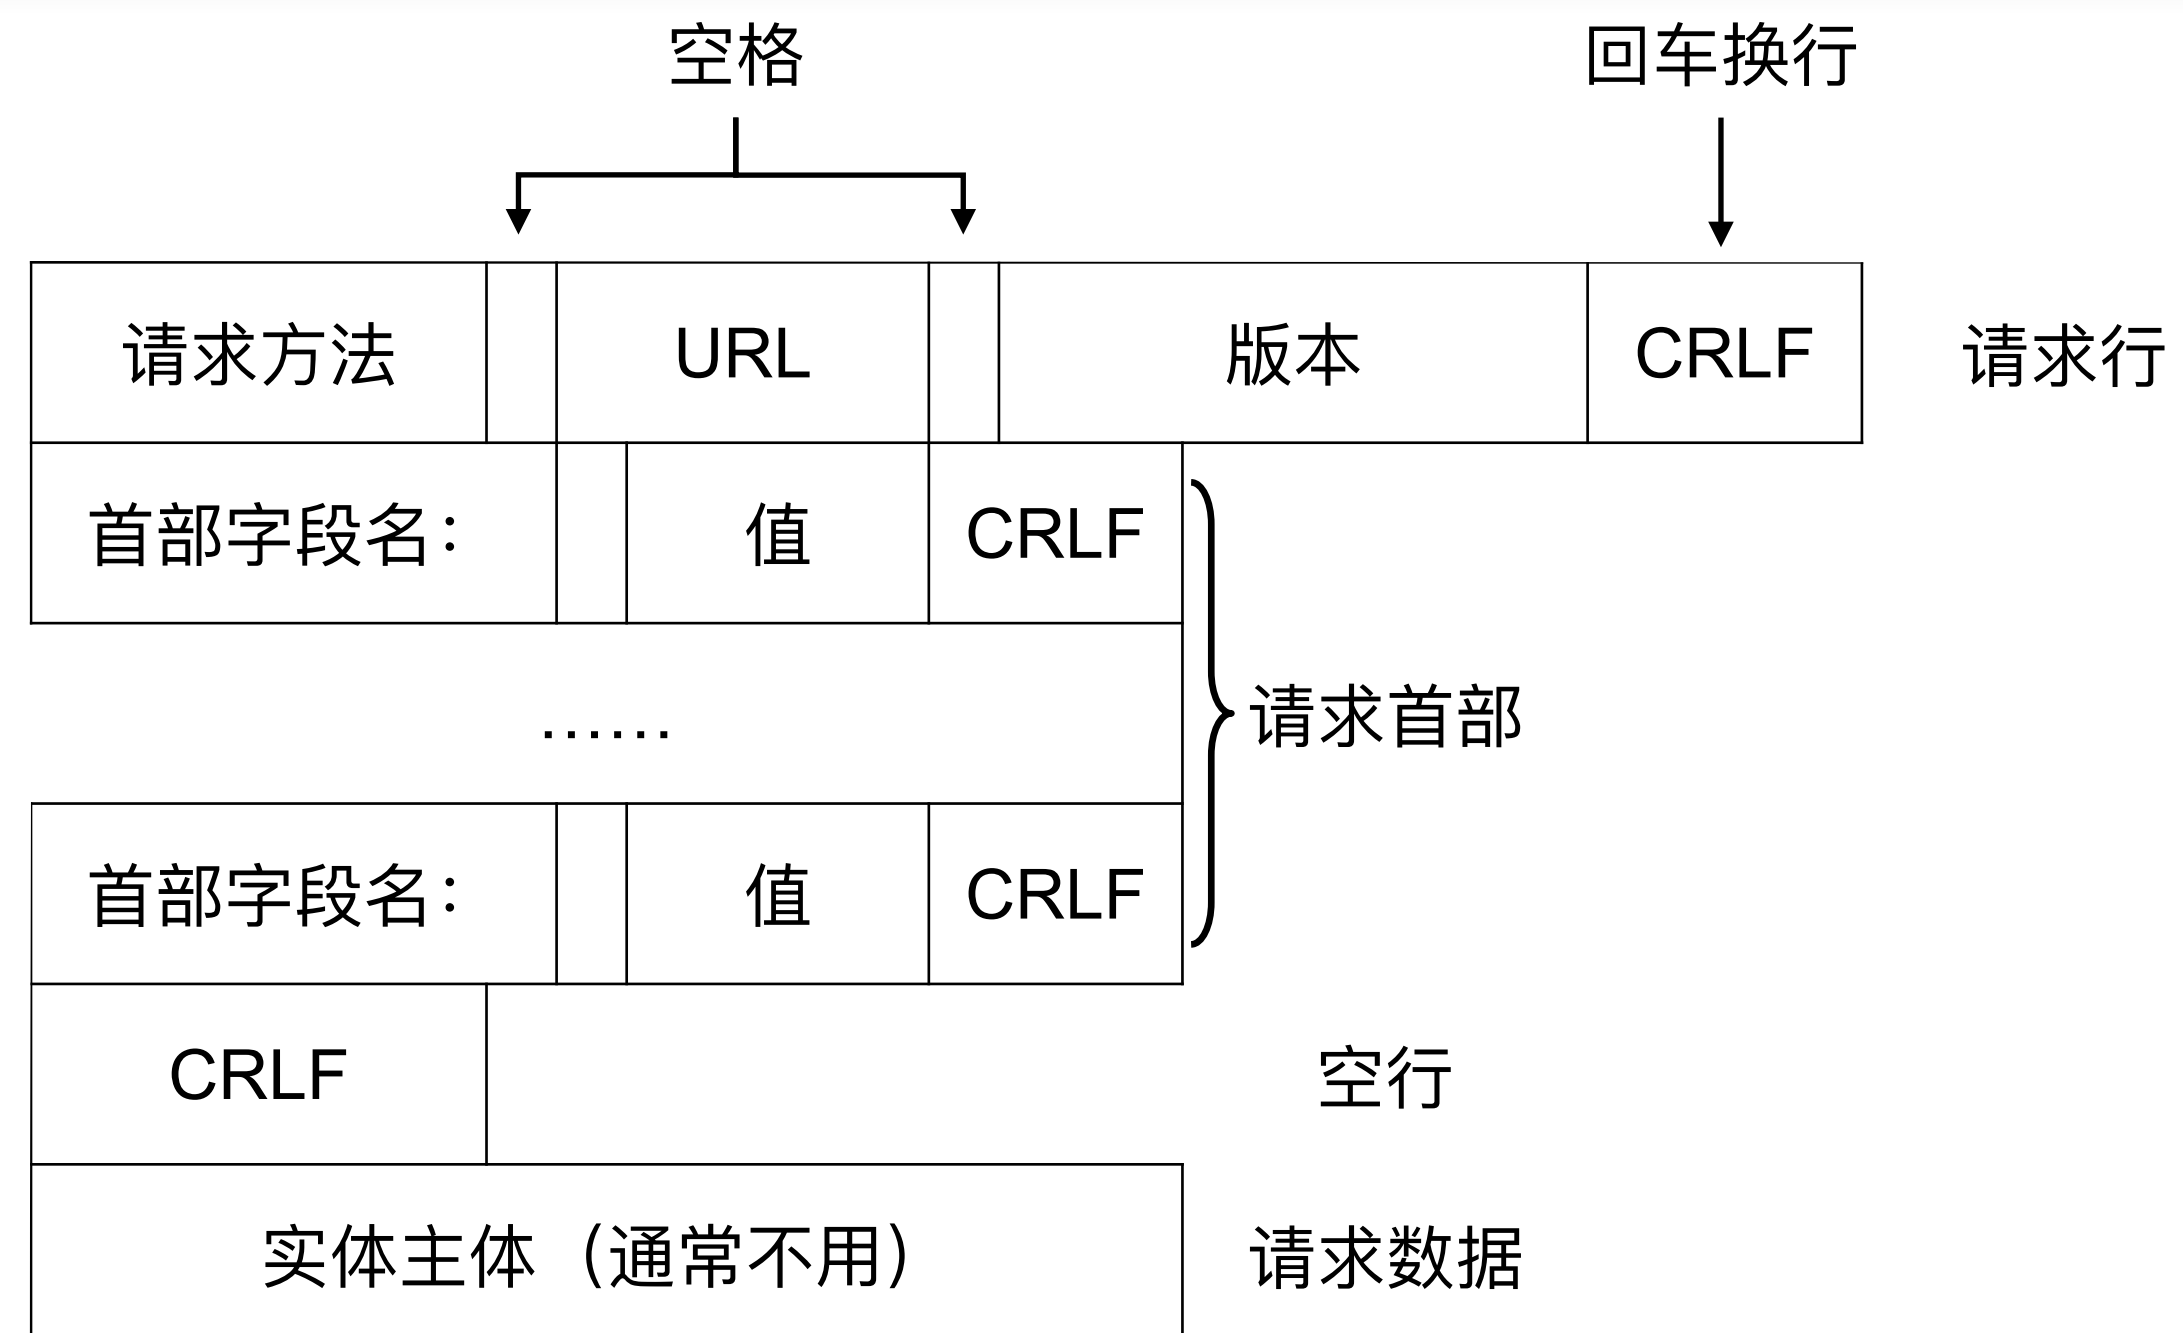 空格 回车换行
请求方法 URL 版本 CRLF 请求行
首部字段名： 值 CRLF
...... 请求首部
首部字段名： 值 CRLF
CRLF 空行
实体主体（通常不用） 请求数据